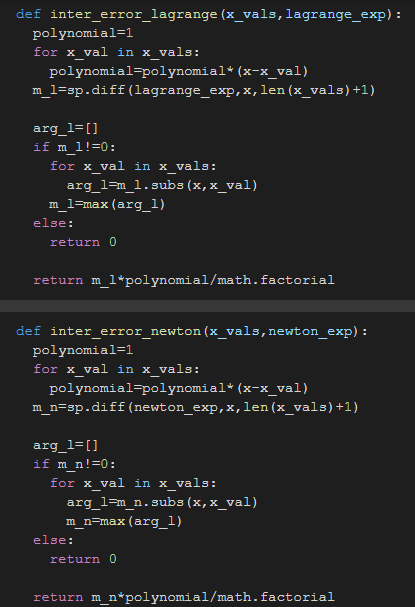 def inter_error_lagrange(x_vals,lagrange_exp):
  polynomial=1
  for x_val in x_vals:
    polynomial=polynomial*(x-x_val)
  m_l=sp.diff(lagrange_exp,x,len(x_vals)+1)

  arg_l=[]
  if m_l!=0:
    for x_val in x_vals:
      arg_l=m_l.subs(x,x_val)
    m_l=max(arg_l)
  else:
    return 0

  return m_l*polynomial/math.factorial

def inter_error_newton(x_vals,newton_exp):
  polynomial=1
  for x_val in x_vals:
    polynomial=polynomial*(x-x_val)
  m_n=sp.diff(newton_exp,x,len(x_vals)+1)

  arg_l=[]
  if m_n!=0:
    for x_val in x_vals:
      arg_l=m_n.subs(x,x_val)
      m_n=max(arg_l)
  else:
    return 0

  return m_n*polynomial/math.factorial